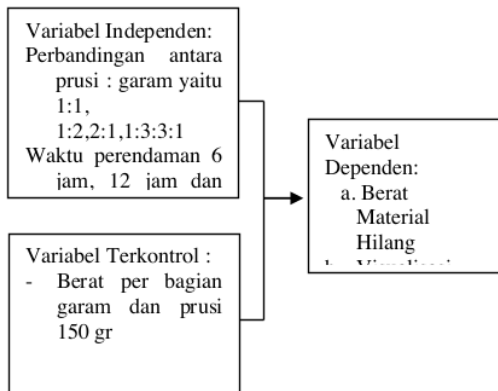 Variabel Independen:
Perbandingan antara
prusi : garam yaitu
1:1,
1:2,2:1,1:3:3:1
Waktu perendaman 6
jam, 12 jam dan
Variabel Terkontrol :
- Berat per bagian
garam dan prusi
150 gr
Variabel
Dependen:
a. Berat
Material
Hilang